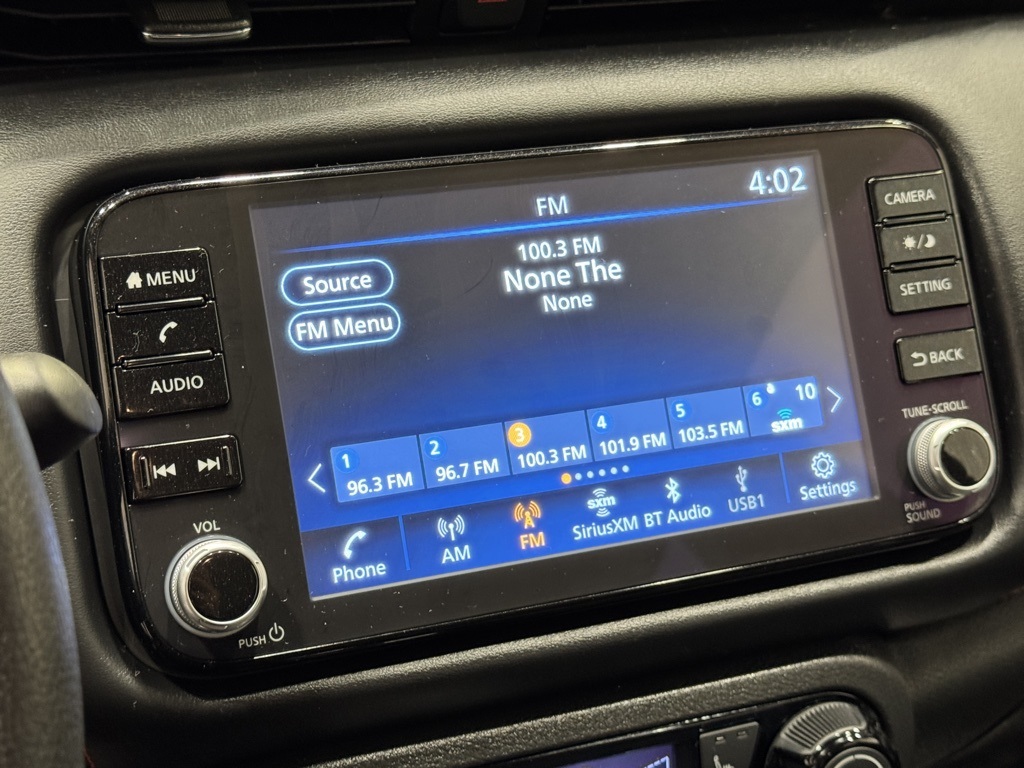 4:02
FM
100.3 FM
None The
None
Source
FM Menu
1
96.3 FM
2
96.7 FM
3
100.3 FM
4
101.9 FM
5
103.5 FM
6
10
sxm
Phone
AM
FM
sxm
SiriusXM
BT Audio
USB1
Settings
MENU
AUDIO
VOL
PUSH
CAMERA
SETTING
BACK
TUNE·SCROLL
PUSH
SOUND